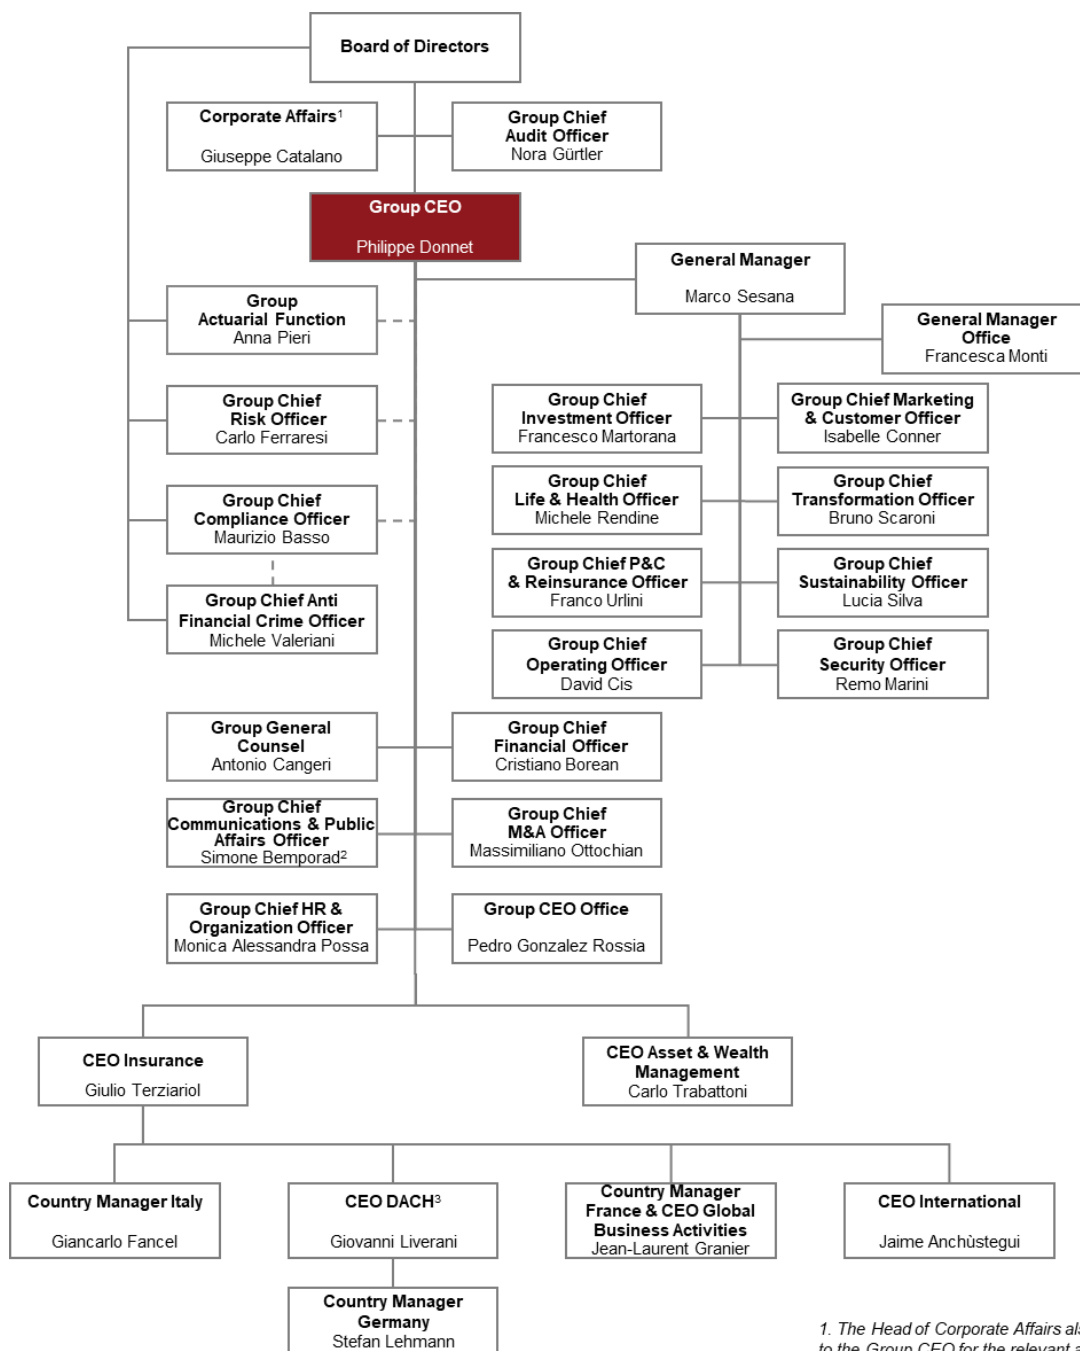 Board of Directors
Corporate Affairs¹
Giuseppe Catalano
Group Chief
Audit Officer
Nora Gürtler
Group CEO
Philippe Donnet
General Manager
Marco Sesana
General Manager
Office
Francesca Monti
Group
Actuarial Function
Anna Pieri
Group Chief
Risk Officer
Carlo Ferraresi
Group Chief
Compliance Officer
Maurizio Basso
Group Chief Anti
Financial Crime Officer
Michele Valeriani
Group Chief
Investment Officer
Francesco Martorana
Group Chief Marketing
& Customer Officer
Isabelle Conner
Group Chief
Life & Health Officer
Michele Rendine
Group Chief
Transformation Officer
Bruno Scaroni
Group Chief P&C
& Reinsurance Officer
Franco Urlini
Group Chief
Sustainability Officer
Lucia Silva
Group Chief
Operating Officer
David Cis
Group Chief
Security Officer
Remo Marini
Group General
Counsel
Antonio Cangeri
Group Chief
Financial Officer
Cristiano Borean
Group Chief
Communications & Public
Affairs Officer
Simone Bemporad²
Group Chief
M&A Officer
Massimiliano Ottochian
Group Chief HR &
Organization Officer
Monica Alessandra Possa
Group CEO Office
Pedro Gonzalez Rossia
CEO Insurance
Giulio Terziariol
CEO Asset & Wealth
Management
Carlo Trabattoni
Country Manager Italy
Giancarlo Fancel
CEO DACH³
Giovanni Liverani
Country Manager
France & CEO Global
Business Activities
Jean-Laurent Granier
CEO International
Jaime Anchùstegui
Country Manager
Germany
Stefan Lehmann
1. The Head of Corporate Affairs als
to the Group CEO for the relevant a